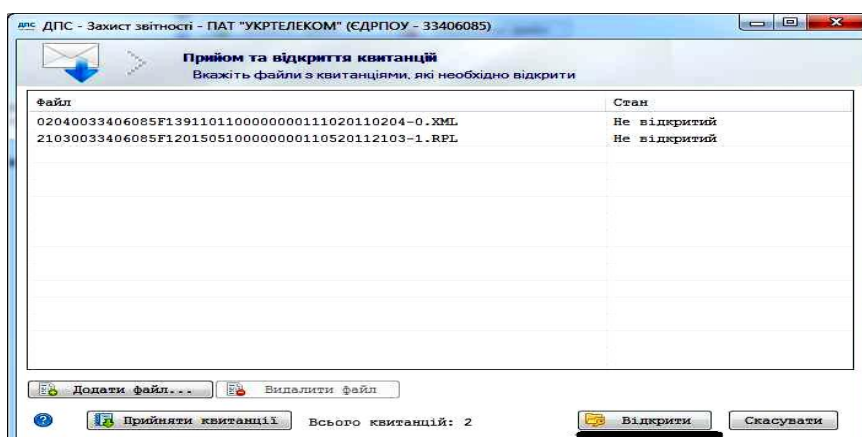 ДПС ДПС - Захист звітності - ПАТ "УКРТЕЛЕКОМ" (ЄДРПОУ - 33406085)
Прийом та відкриття квитанцій
Вкажіть файли з квитанціями, які необхідно відкрити
Файл Стан
02040033406085F1391101100000000111020110204-0.XML Не відкритий
21030033406085F1201505100000000110520112103-1.RPL Не відкритий
Додати файл... Видалити файл
Прийняти квитанції Всього квитанцій: 2 Відкрити Скасувати